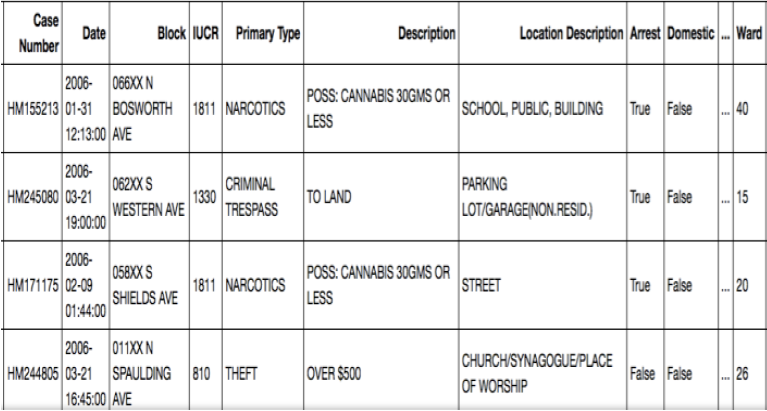 Case Number Date Block IUCR Primary Type Description Location Description Arrest Domestic ... Ward
HM155213 2006-01-31 12:13:00 066XX N BOSWORTH AVE 1811 NARCOTICS POSS: CANNABIS 30GMS OR LESS SCHOOL, PUBLIC, BUILDING True False ... 40
HM245080 2006-03-21 19:00:00 062XX S WESTERN AVE 1330 CRIMINAL TRESPASS TO LAND PARKING LOT/GARAGE(NON.RESID.) True False ... 15
HM171175 2006-02-09 01:44:00 058XX S SHIELDS AVE 1811 NARCOTICS POSS: CANNABIS 30GMS OR LESS STREET True False ... 20
HM244805 2006-03-21 16:45:00 011XX N SPAULDING AVE 810 THEFT OVER $500 CHURCH/SYNAGOGUE/PLACE OF WORSHIP False False ... 26